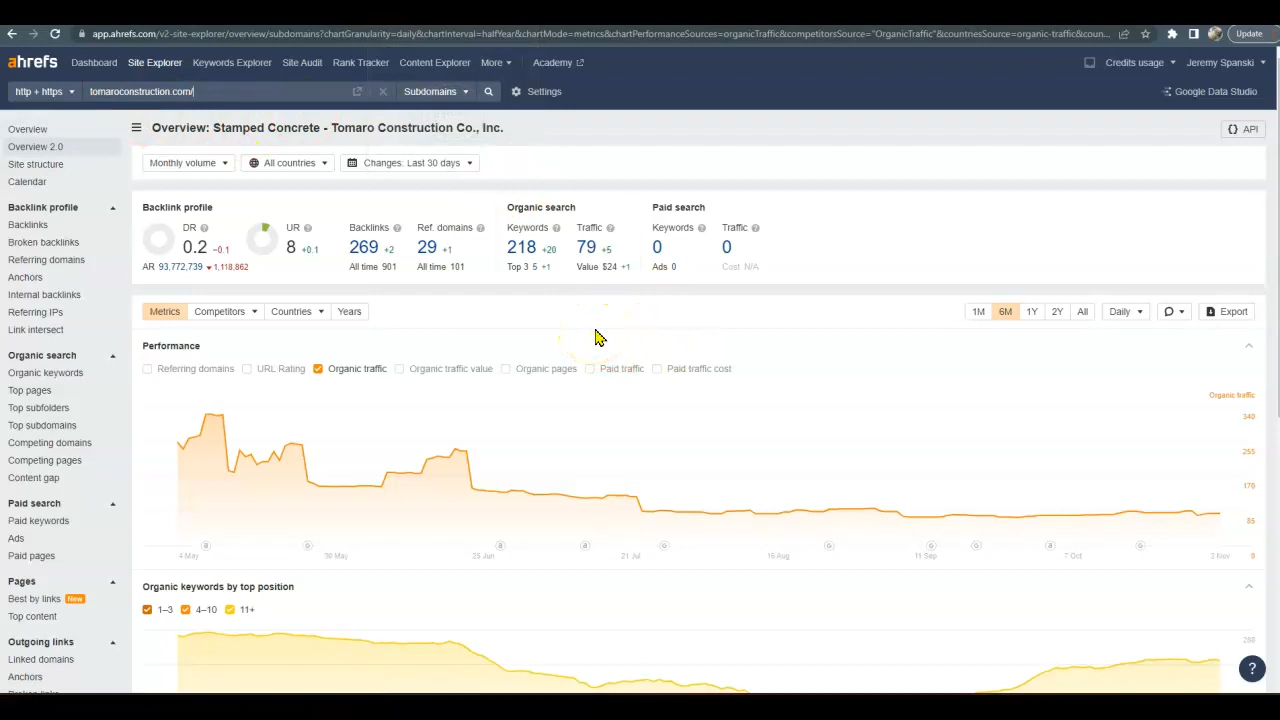 app.ahrefs.com/v2-site-explorer/overview/subdomains?chartGranularity=daily&chartInterval=halfYear&chartMode=metrics&chartPerformanceSources=organicTraffic&competitorsSource="OrganicTraffic"&countriesSource=organic-traffic&coun... Update
ahrefs Dashboard Site Explorer Keywords Explorer Site Audit Rank Tracker Content Explorer More Academy Credits usage Jeremy Spanski
http + https tomaroconstruction.com/ Subdomains Settings Google Data Studio
Overview
Overview 2.0
Site structure
Calendar
Backlink profile
Backlinks
Broken backlinks
Referring domains
Anchors
Internal backlinks
Referring IPs
Link intersect
Organic search
Organic keywords
Top pages
Top subfolders
Top subdomains
Competing domains
Competing pages
Content gap
Paid search
Paid keywords
Ads
Paid pages
Pages
Best by links New
Top content
Outgoing links
Linked domains
Anchors
Overview: Stamped Concrete - Tomaro Construction Co., Inc. {} API
Monthly volume All countries Changes: Last 30 days
Backlink profile Organic search Paid search
DR ? UR ? Backlinks ? Ref. domains ? Keywords ? Traffic ? Keywords ? Traffic ?
0.2 −0.1 8 +0.1 269 +2 29 +1 218 +20 79 +5 0 0
AR 93,772,739 ▾1,118,862 All time 901 All time 101 Top 3 5 +1 Value $24 +1 Ads 0 Cost N/A
Metrics Competitors Countries Years 1M 6M 1Y 2Y All Daily Export
Performance
Referring domains URL Rating Organic traffic Organic traffic value Organic pages Paid traffic Paid traffic cost
Organic traffic
340
255
170
85
4 May 30 May 25 Jun 21 Jul 16 Aug 11 Sep 7 Oct 2 Nov 0
Organic keywords by top position
1–3 4–10 11+
?